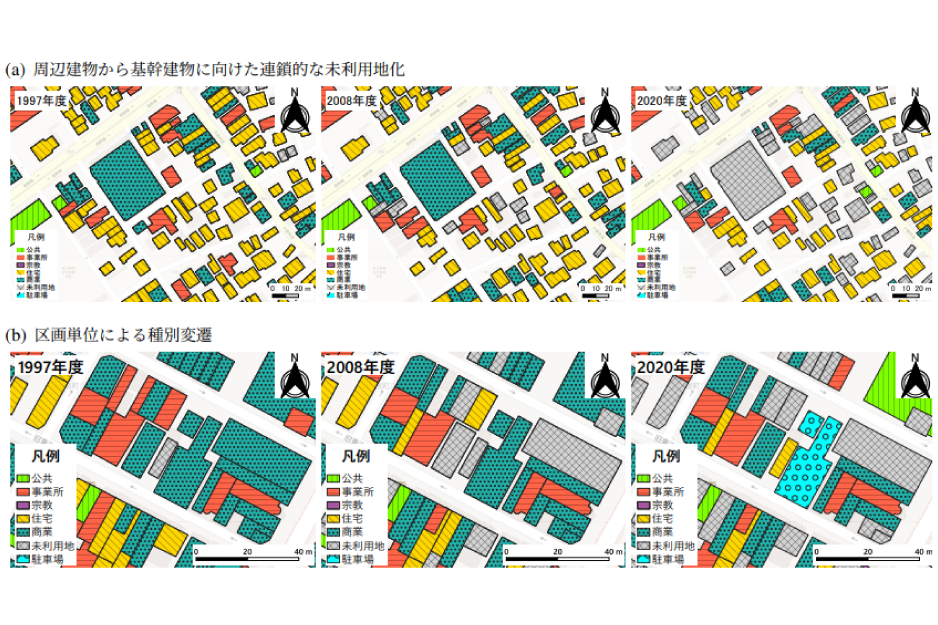 (a) 周辺建物から基幹建物に向けた連鎖的な未利用地化
1997年度
N
凡例
公共
事業所
宗教
住宅
商業
未利用地
駐車場
0 10 20 m
2008年度
N
凡例
公共
事業所
宗教
住宅
商業
未利用地
駐車場
0 10 20 m
2020年度
N
凡例
公共
事業所
宗教
住宅
商業
未利用地
駐車場
0 10 20 m
(b) 区画単位による種別変遷
1997年度
N
凡例
公共
事業所
宗教
住宅
商業
未利用地
駐車場
0 20 40 m
2008年度
N
凡例
公共
事業所
宗教
住宅
商業
未利用地
駐車場
0 20 40 m
2020年度
N
凡例
公共
事業所
宗教
住宅
商業
未利用地
駐車場
0 20 40 m